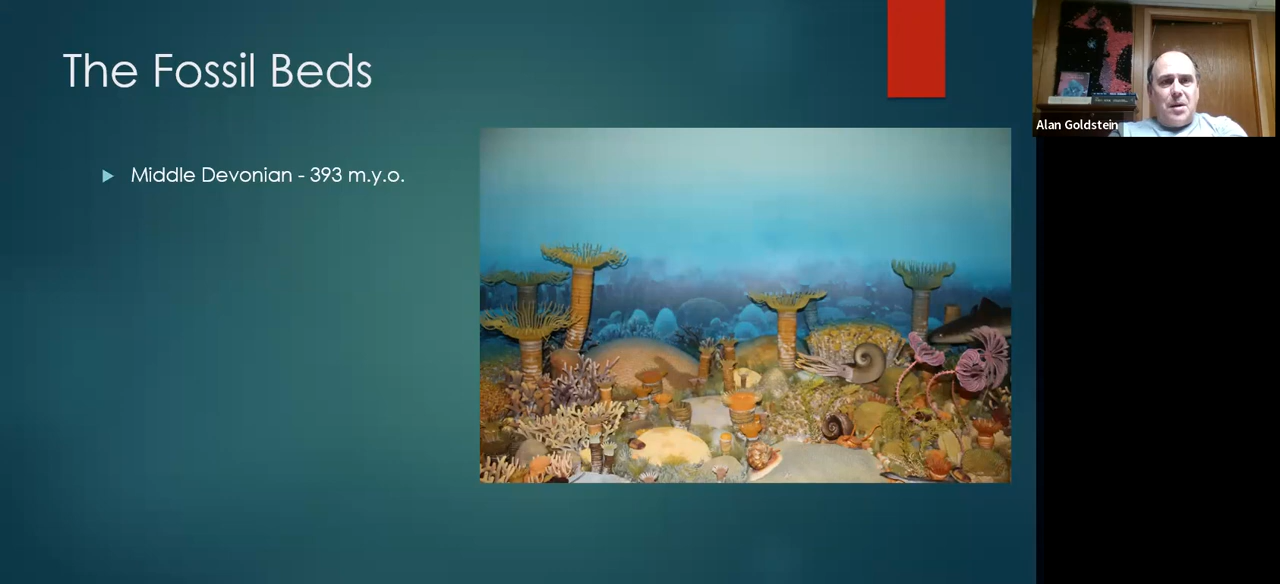 The Fossil Beds
Middle Devonian - 393 m.y.o.
Alan Goldstein